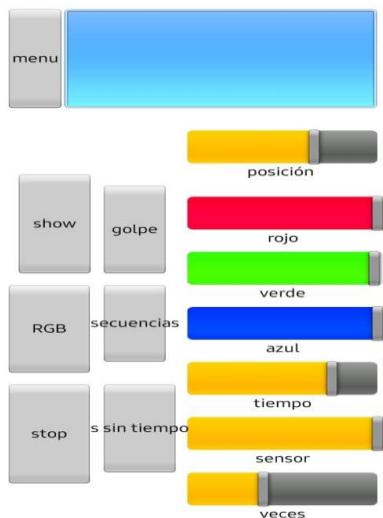 menu
posición
show
golpe
rojo
verde
RGB
secuencias
azul
tiempo
stop
s sin tiempo
sensor
veces